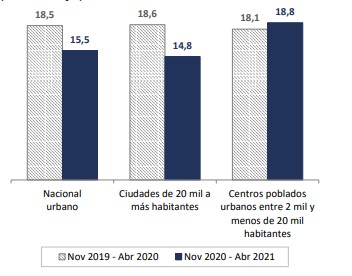 18,5
15,5
18,6
14,8
18,1
18,8
Nacional
urbano
Ciudades de 20 mil a
más habitantes
Centros poblados
urbanos entre 2 mil y
menos de 20 mil
habitantes
Nov 2019 - Abr 2020
Nov 2020 - Abr 2021